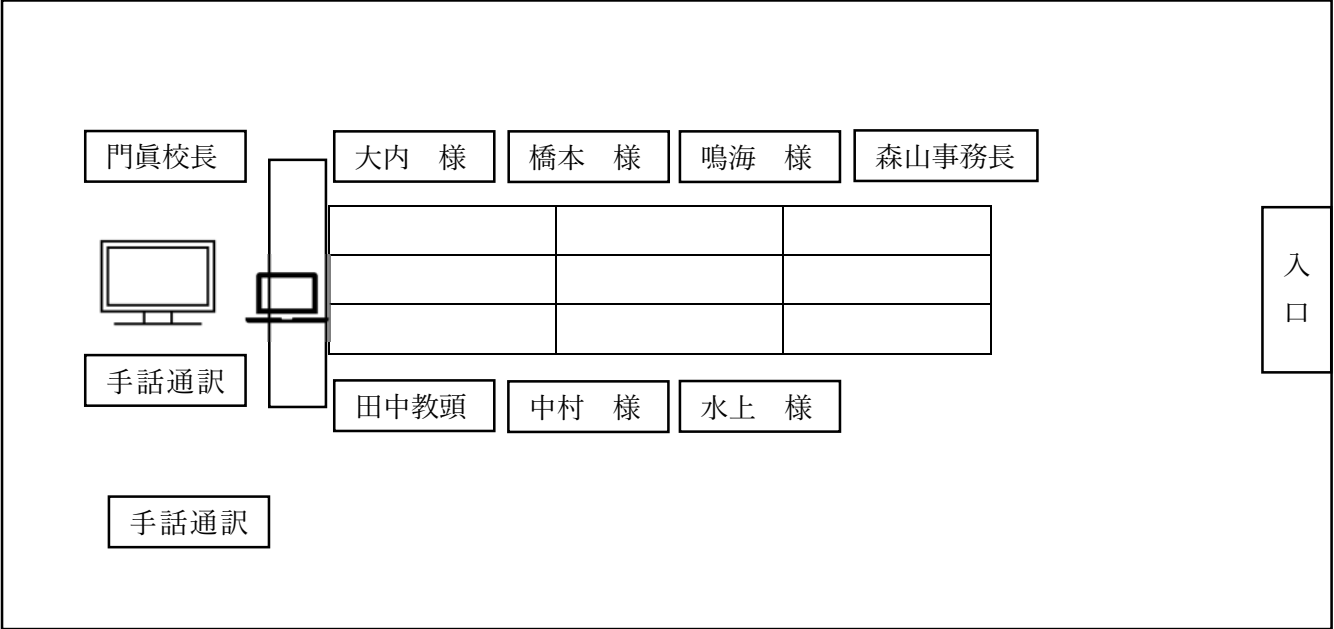 門眞校長
大内　様
橋本　様
鳴海　様
森山事務長
入口
手話通訳
田中教頭
中村　様
水上　様
手話通訳